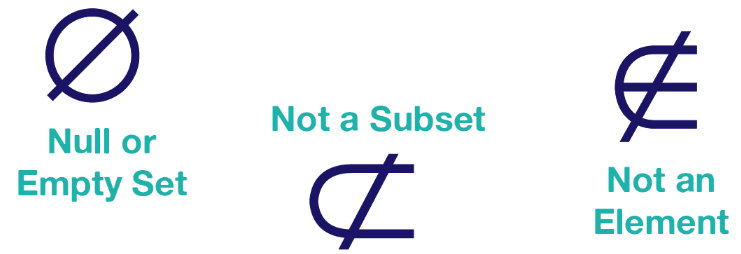 ∅
Null or
Empty Set
Not a Subset
⊄
∉
Not an
Element